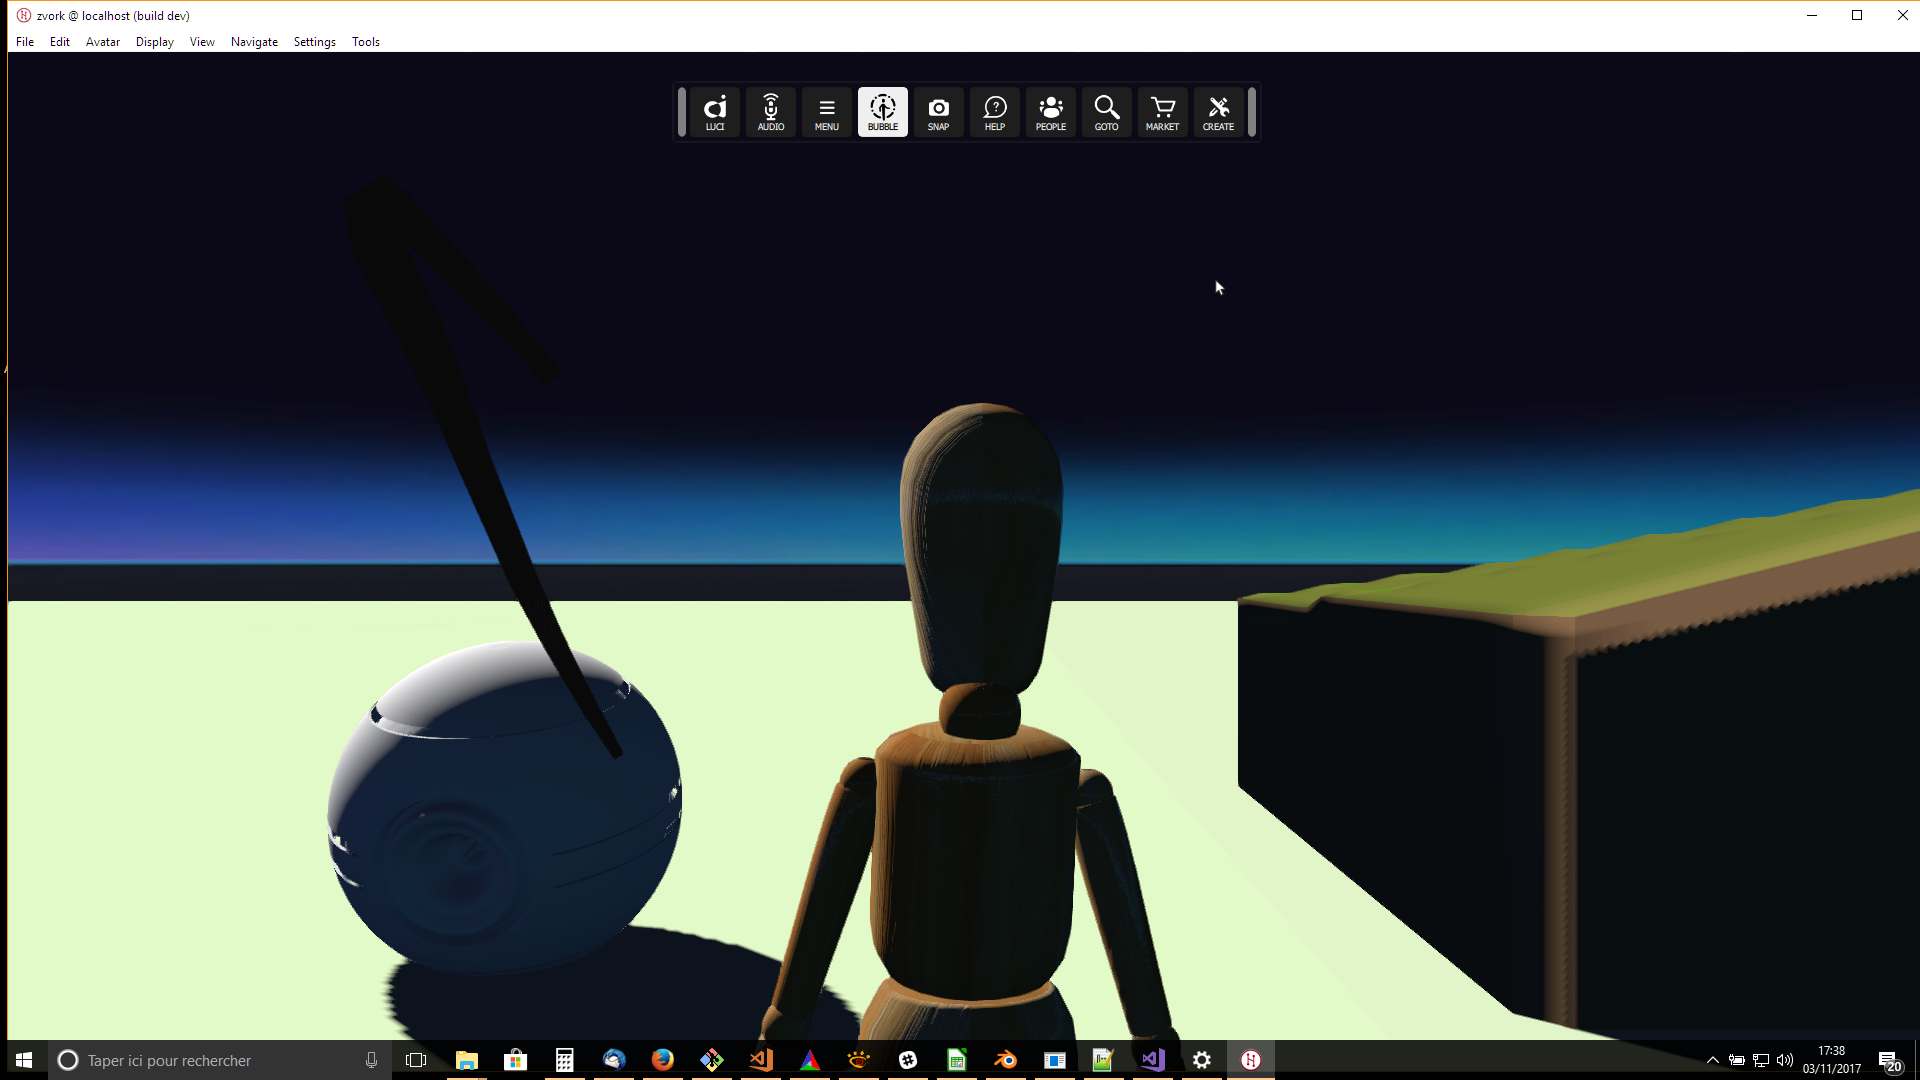 zvork @ localhost (build dev)
File Edit Avatar Display View Navigate Settings Tools
LUCI AUDIO MENU BUBBLE SNAP HELP PEOPLE GOTO MARKET CREATE
Taper ici pour rechercher
17:38
03/11/2017
20